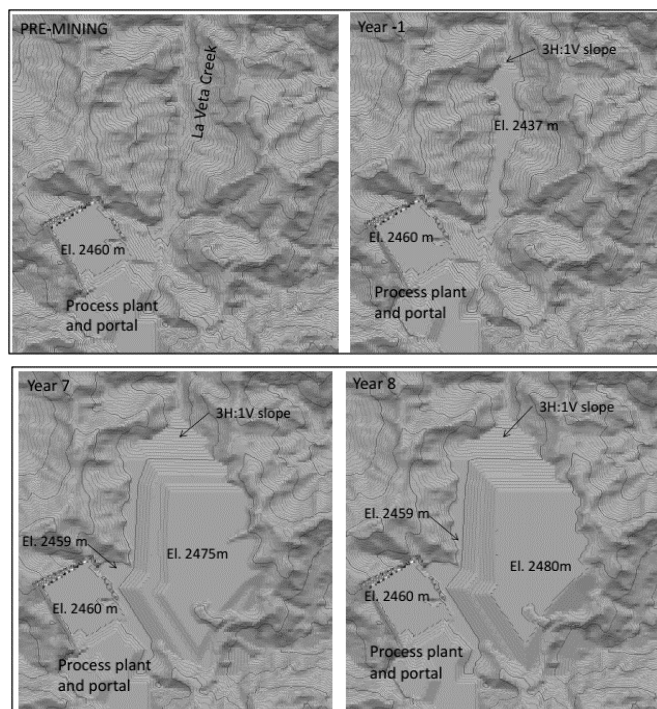 PRE-MINING
La Veta Creek
El. 2460 m
Process plant
and portal
Year -1
3H:1V slope
El. 2437 m
El. 2460 m
Process plant
and portal
Year 7
3H:1V slope
El. 2459 m
El. 2475m
El. 2460 m
Process plant
and portal
Year 8
3H:1V slope
El. 2459 m
El. 2480m
El. 2460 m
Process plant
and portal